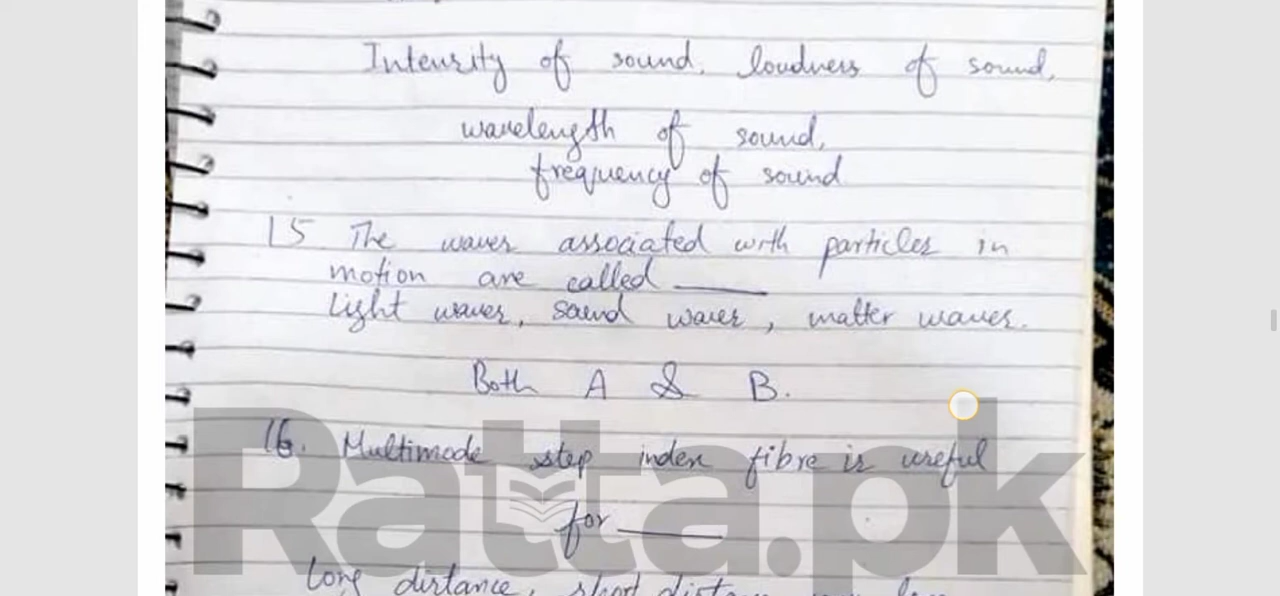 Intensity of sound, loudness of sound,
wavelength of sound,
frequency of sound
15 The waves associated with particles in
motion are called ____
Light waves, sound waves, matter waves.
Both A & B.
16. Multimode step index fibre is useful
for ____
Ratta.pk
long distance, short distance